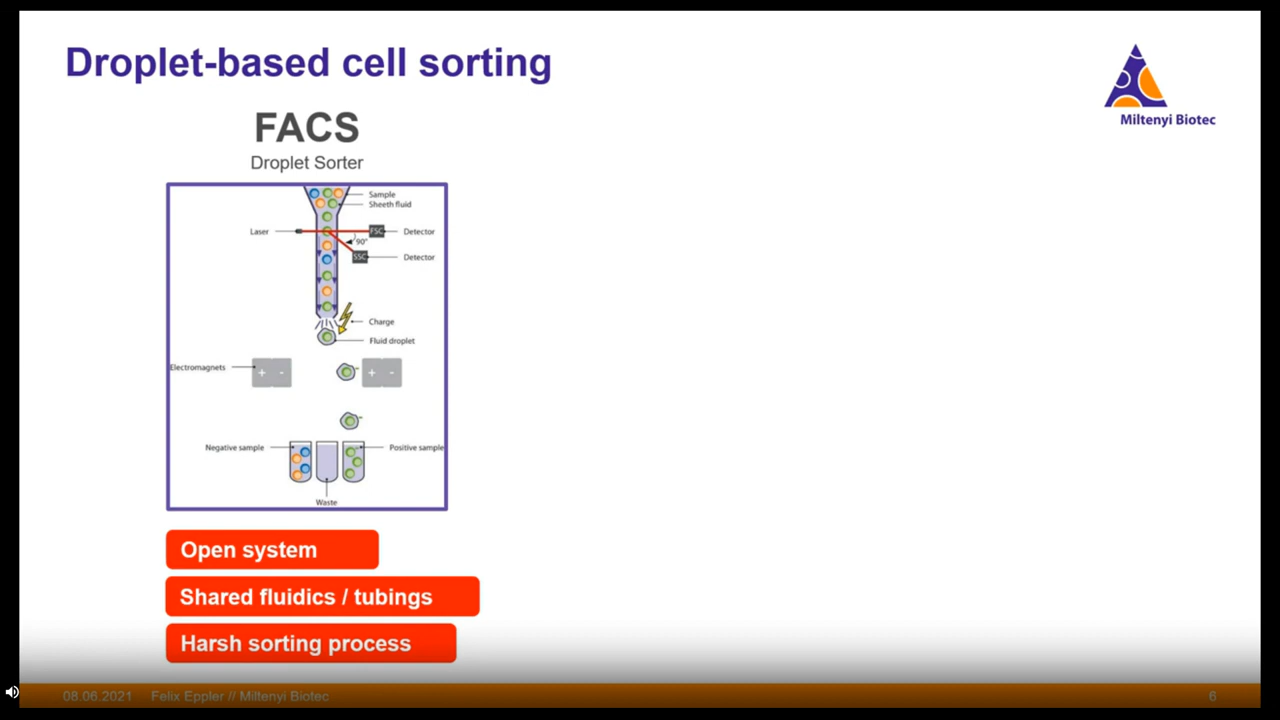 Droplet-based cell sorting
Miltenyi Biotec
FACS
Droplet Sorter
Sample
Sheeth fluid
Laser
FSC
Detector
90°
SSC
Detector
Charge
Fluid droplet
Electromagnets
+ -
+ -
Negative sample
Positive sample
Waste
Open system
Shared fluidics / tubings
Harsh sorting process
08.06.2021 Felix Eppler // Miltenyi Biotec 6